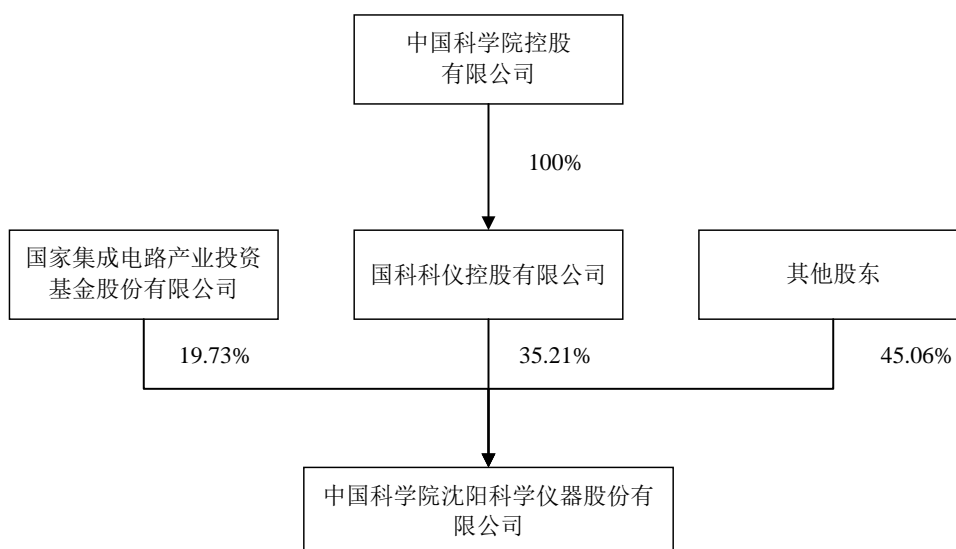 中国科学院控股
有限公司
100%
国家集成电路产业投资
基金股份有限公司
国科科仪控股有限公司
其他股东
19.73%
35.21%
45.06%
中国科学院沈阳科学仪器股份有
限公司